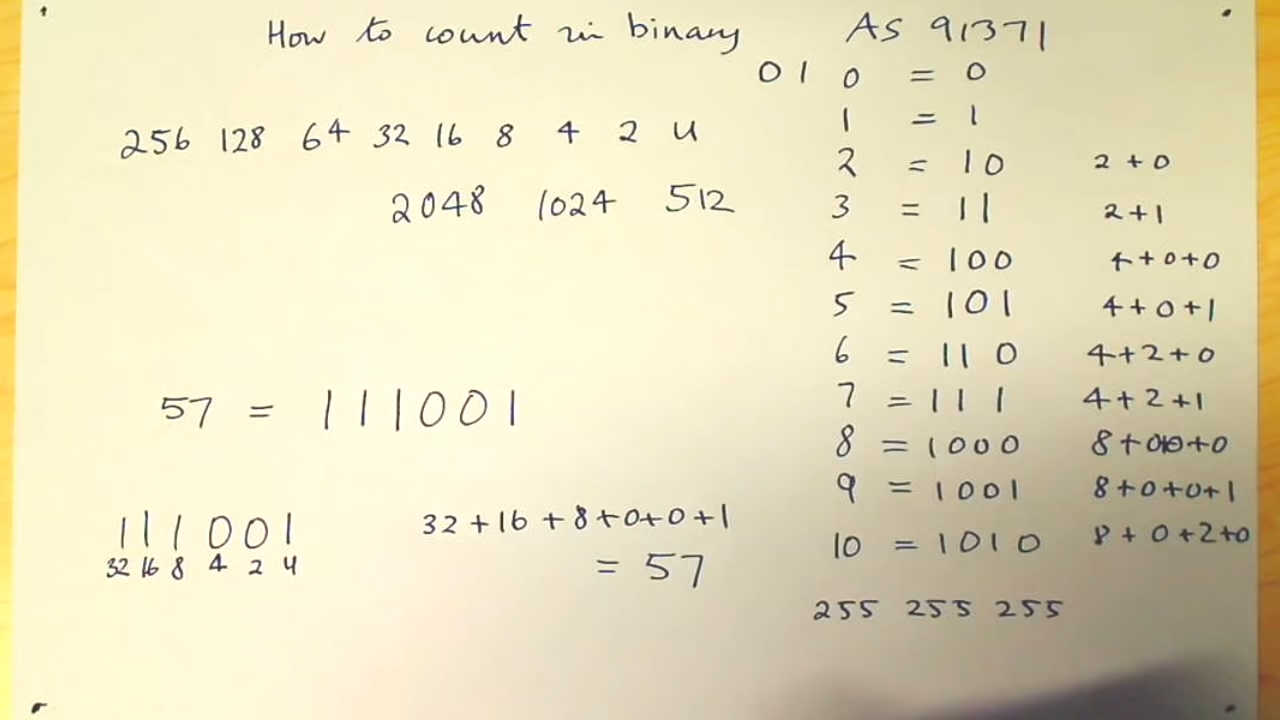 How to count in binary AS 91371
0 1 0 = 0
1 = 1
256 128 64 32 16 8 4 2 u
2 = 10 2 + 0
2048 1024 512
3 = 11 2+1
4 = 100 4+0+0
5 = 101 4+0+1
6 = 110 4+2+0
7 = 111 4+2+1
57 = 111001
8 = 1000 8+00+0
9 = 1001 8+0+0+1
111001
32 16 8 4 2 u
32+16+8+0+0+1
= 57
10 = 1010 8+0+2+0
255 255 255